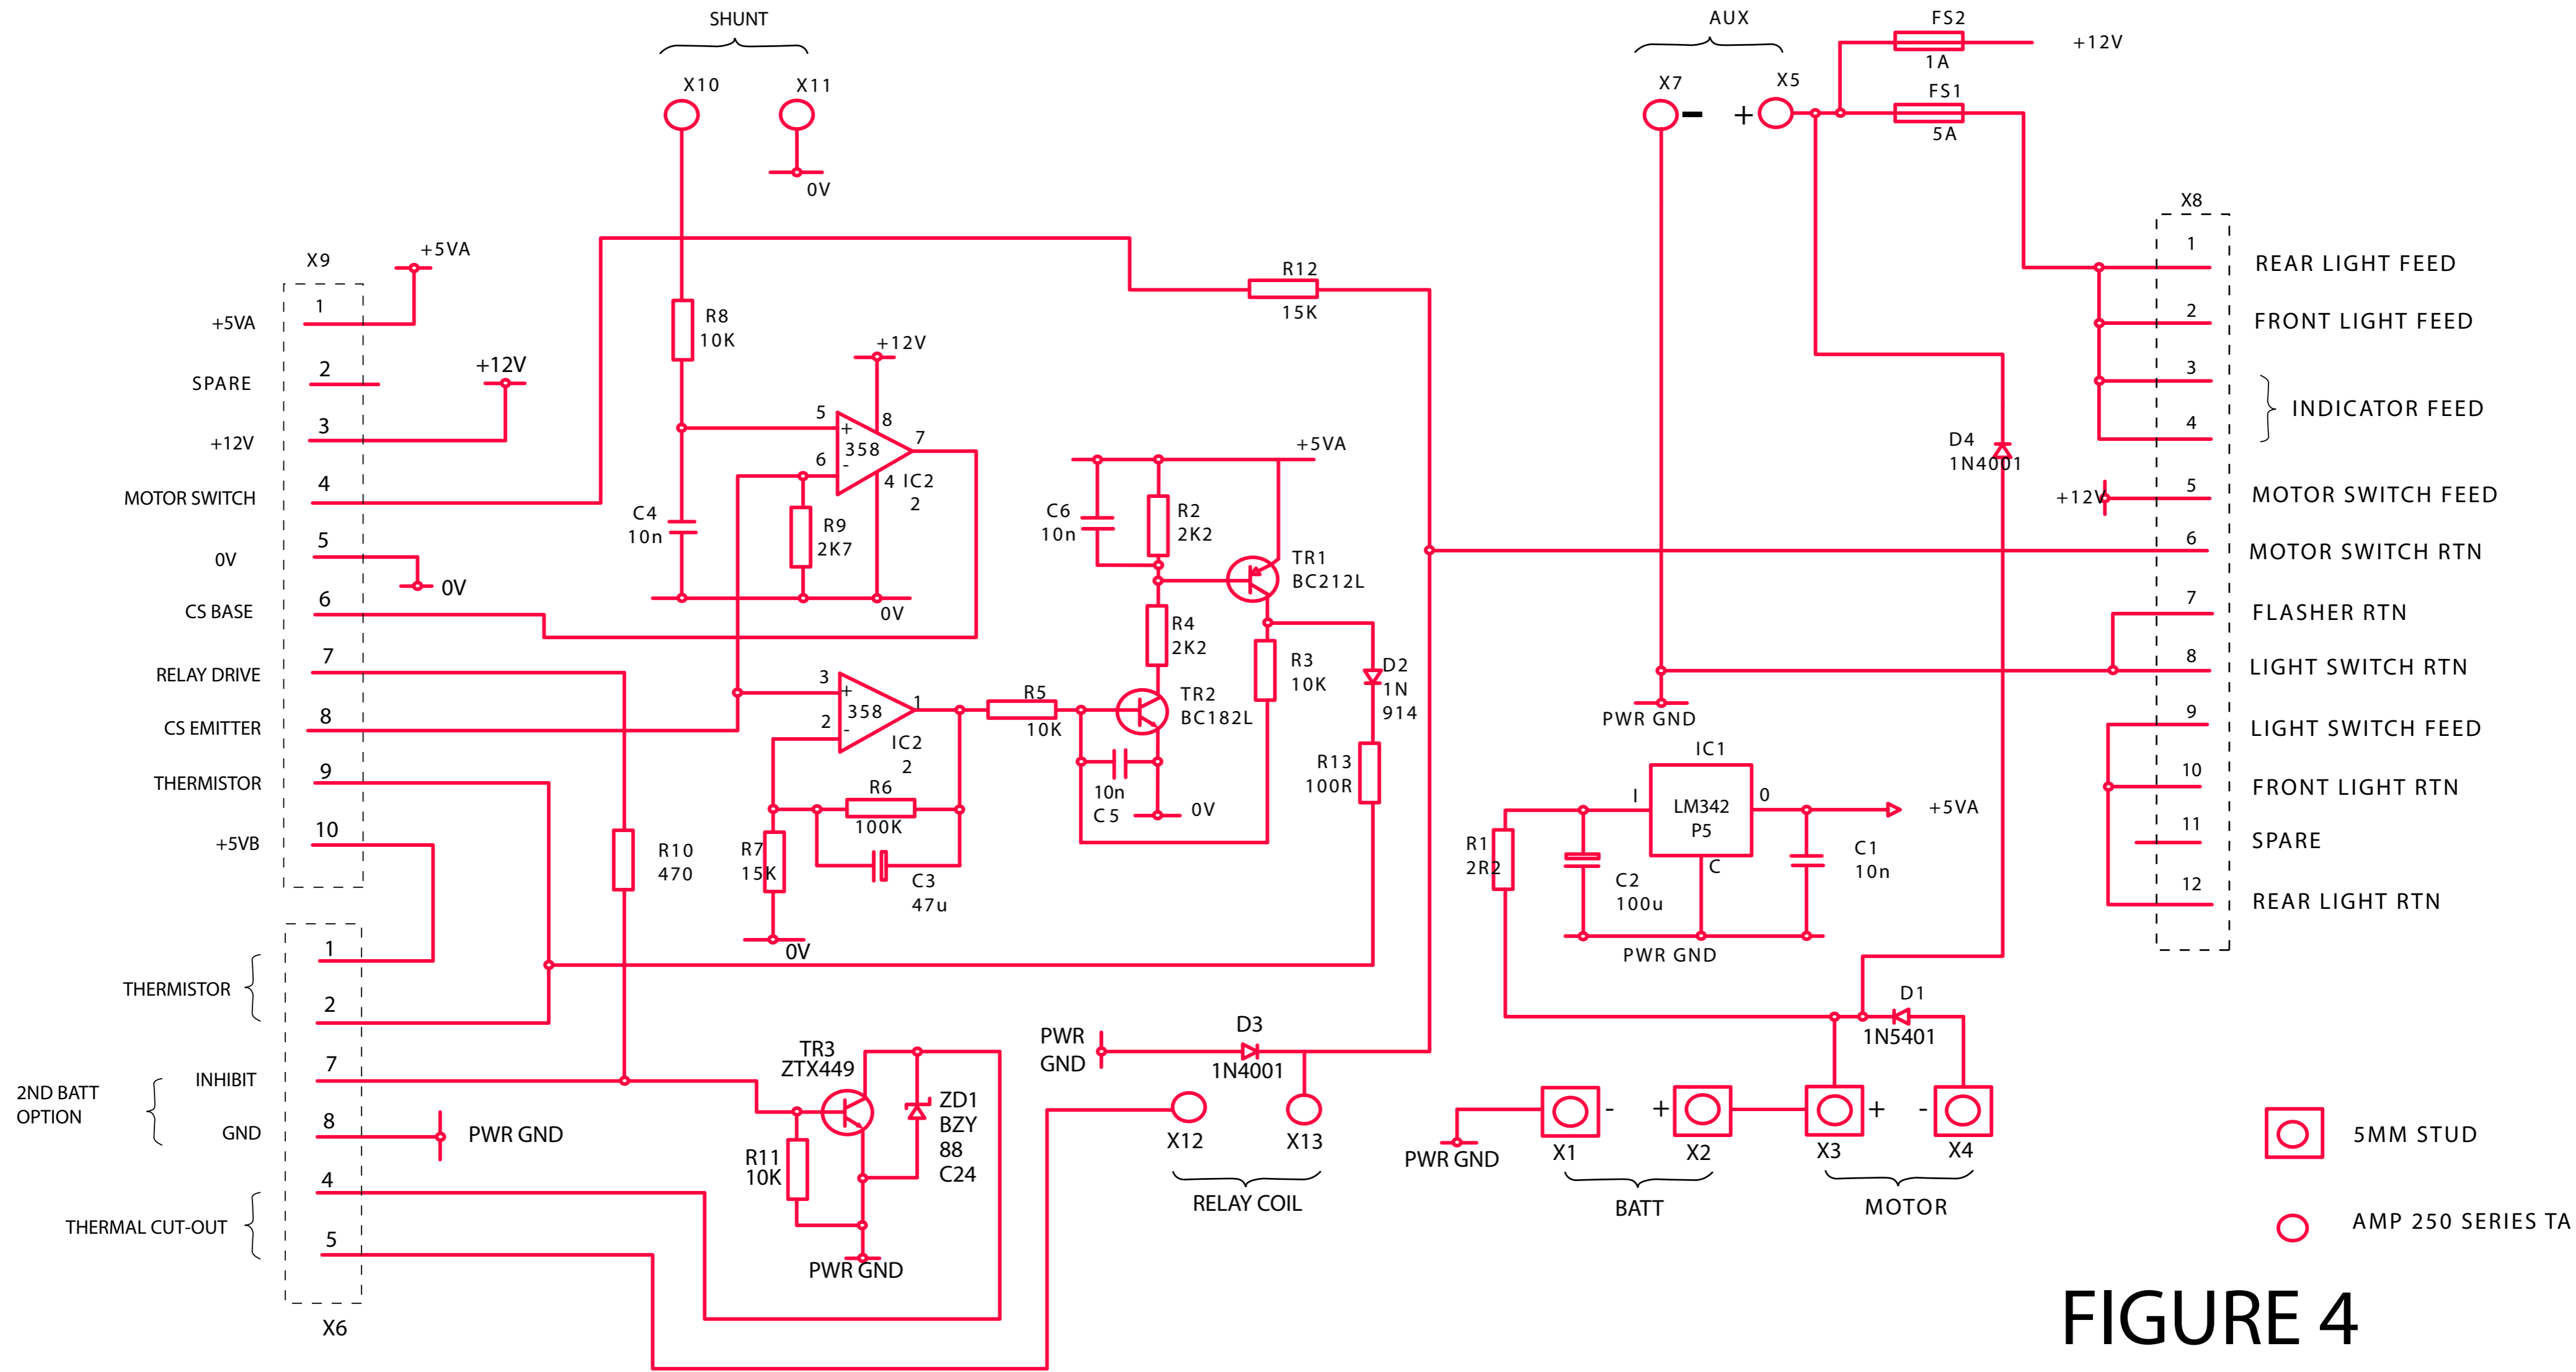 SHUNT
X10
X11
0V
AUX
X7
-
+
X5
FS2
1A
+12V
FS1
5A
X9
1
+5VA
+5VA
2
SPARE
3
+12V
+12V
4
MOTOR SWITCH
5
0V
0V
6
CS BASE
7
RELAY DRIVE
8
CS EMITTER
9
THERMISTOR
10
+5VB
1
THERMISTOR
2
7
INHIBIT
2ND BATT
OPTION
8
GND
PWR GND
4
THERMAL CUT-OUT
5
X6
R8
10K
+12V
5
+
8
7
358
6
-
4
IC2
2
C4
10n
R9
2K7
0V
3
+
1
358
2
-
IC2
2
R6
100K
R7
15K
C3
47u
0V
R10
470
R5
10K
R12
15K
+5VA
C6
10n
R2
2K2
TR1
BC212L
R4
2K2
R3
10K
D2
1N
914
TR2
BC182L
10n
C5
0V
R13
100R
TR3
ZTX449
ZD1
BZY
88
C24
R11
10K
PWR GND
PWR
GND
D3
1N4001
X12
X13
RELAY COIL
PWR GND
IC1
I
LM342
P5
0
C
+5VA
R1
2R2
C2
100u
C1
10n
PWR GND
D4
1N4001
D1
1N5401
PWR GND
-
X1
+
X2
BATT
+
X3
-
X4
MOTOR
X8
1
REAR LIGHT FEED
2
FRONT LIGHT FEED
3
INDICATOR FEED
4
+12V
5
MOTOR SWITCH FEED
6
MOTOR SWITCH RTN
7
FLASHER RTN
8
LIGHT SWITCH RTN
9
LIGHT SWITCH FEED
10
FRONT LIGHT RTN
11
SPARE
12
REAR LIGHT RTN
5MM STUD
AMP 250 SERIES TA
FIGURE 4